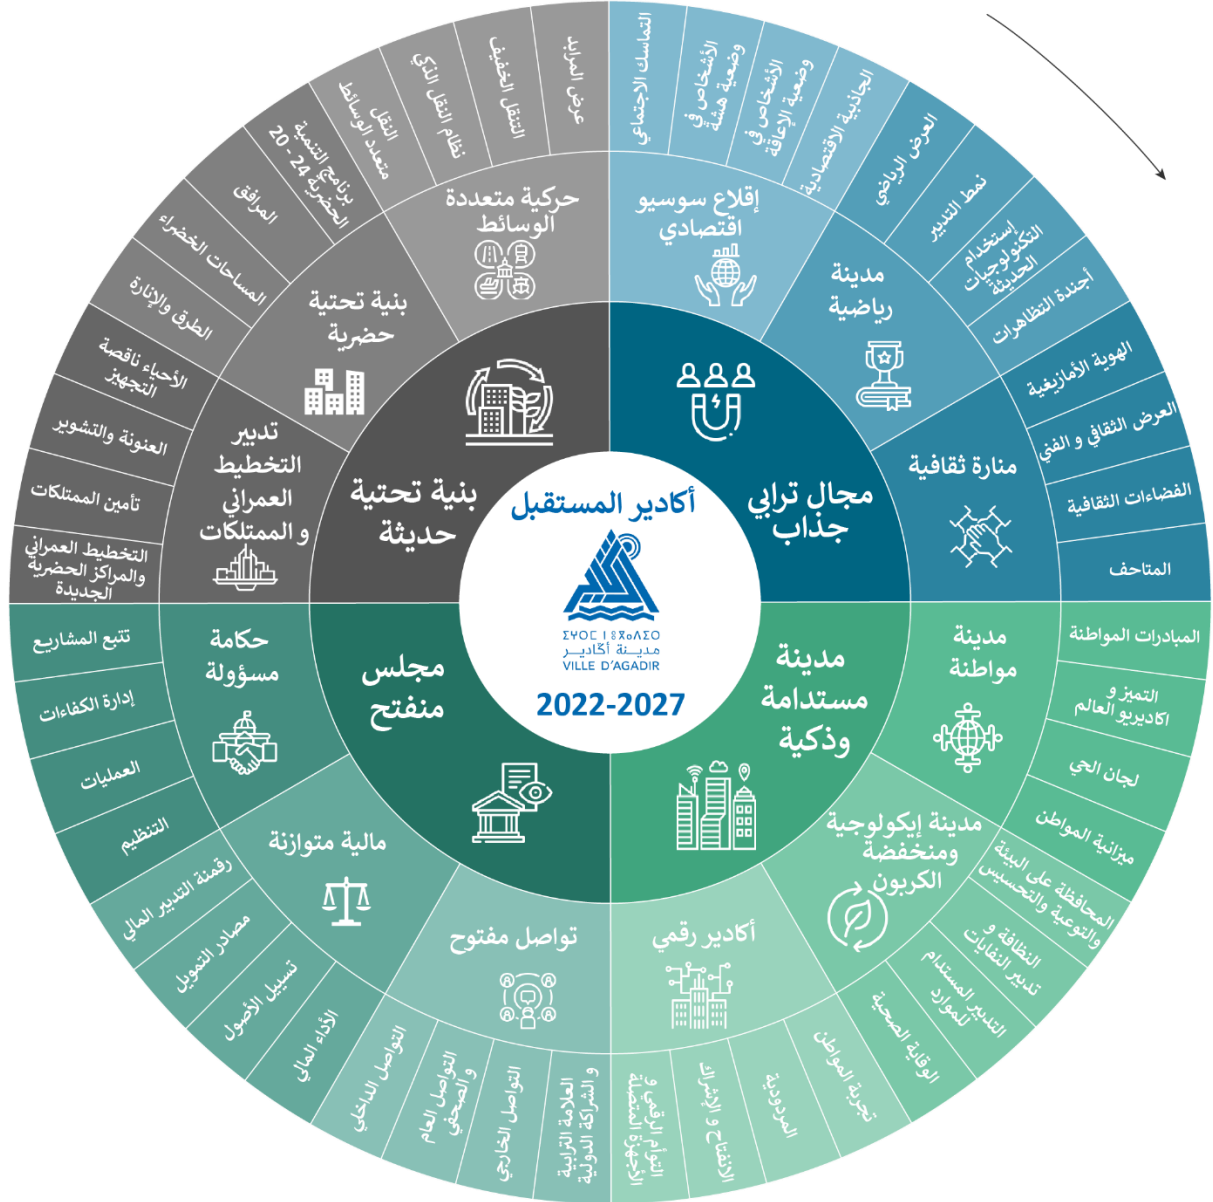 أكادير المستقبل
ⵉⵖⵔⵎ ⵏ ⵓⴳⴰⴷⵉⵔ
مدينة أكادير
VILLE D'AGADIR
2022-2027
مجال ترابي
جذاب
إقلاع سوسيو
اقتصادي
التماسك الاجتماعي
الأشخاص في
وضعية هشة
الأشخاص في
وضعية الإعاقة
الجاذبية الاقتصادية
مدينة
رياضية
العرض الرياضي
نمط التدبير
إستخدام
التكنولوجيات
الحديثة
أجندة التظاهرات
منارة ثقافية
الهوية الأمازيغية
العرض الثقافي و الفني
الفضاءات الثقافية
المتاحف
مدينة
مستدامة
وذكية
مدينة
مواطنة
المبادرات المواطنة
التميز و
اكاديريو العالم
لجان الحي
ميزانية المواطن
مدينة إيكولوجية
ومنخفضة
الكربون
المحافظة على البيئة
والتوعية والتحسيس
النظافة و
تدبير النفايات
التدبير المستدام
للموارد
الوقاية الصحية
أكادير رقمي
تجربة المواطن
المردودية
الانفتاح و الإشراك
التوأم الرقمي و
الأجهزة المتصلة
مجلس
منفتح
تواصل مفتوح
العلامة الترابية
و الشراكة الدولية
التواصل الخارجي
التواصل العام
و الصحفي
التواصل الداخلي
مالية متوازنة
الأداء المالي
تسييل الأصول
مصادر التمويل
رقمنة التدبير المالي
حكامة
مسؤولة
التنظيم
العمليات
إدارة الكفاءات
تتبع المشاريع
بنية تحتية
حديثة
تدبير
التخطيط
العمراني
و الممتلكات
التخطيط العمراني
والمراكز الحضرية
الجديدة
تأمين الممتلكات
العنونة والتشوير
الأحياء ناقصة
التجهيز
بنية تحتية
حضرية
الطرق والإنارة
المساحات الخضراء
المرافق
برنامج التنمية
الحضرية 24 - 20
حركية متعددة
الوسائط
النقل
متعدد الوسائط
نظام النقل الذكي
التنقل الخفيف
عرض المرابد